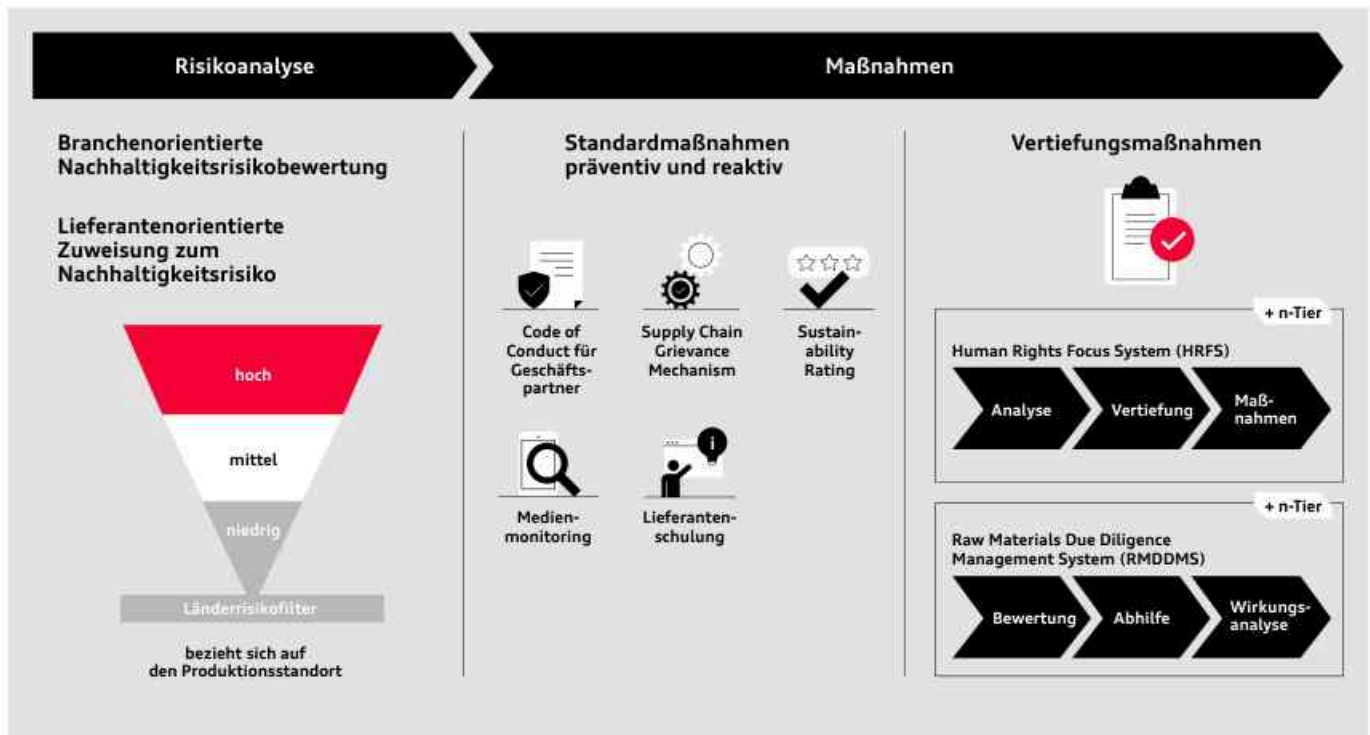 Risikoanalyse
Maßnahmen
Branchenorientierte
Nachhaltigkeitsrisikobewertung
Lieferantenorientierte
Zuweisung zum
Nachhaltigkeitsrisiko
hoch
mittel
niedrig
Länderrisikofilter
bezieht sich auf
den Produktionsstandort
Standardmaßnahmen
präventiv und reaktiv
Code of
Conduct für
Geschäfts-
partner
Supply Chain
Grievance
Mechanism
Sustain-
ability
Rating
Medien-
monitoring
i
Lieferanten-
schulung
Vertiefungsmaßnahmen
+ n-Tier
Human Rights Focus System (HRFS)
Analyse
Vertiefung
Maß-
nahmen
+ n-Tier
Raw Materials Due Diligence
Management System (RMDDMS)
Bewertung
Abhilfe
Wirkungs-
analyse